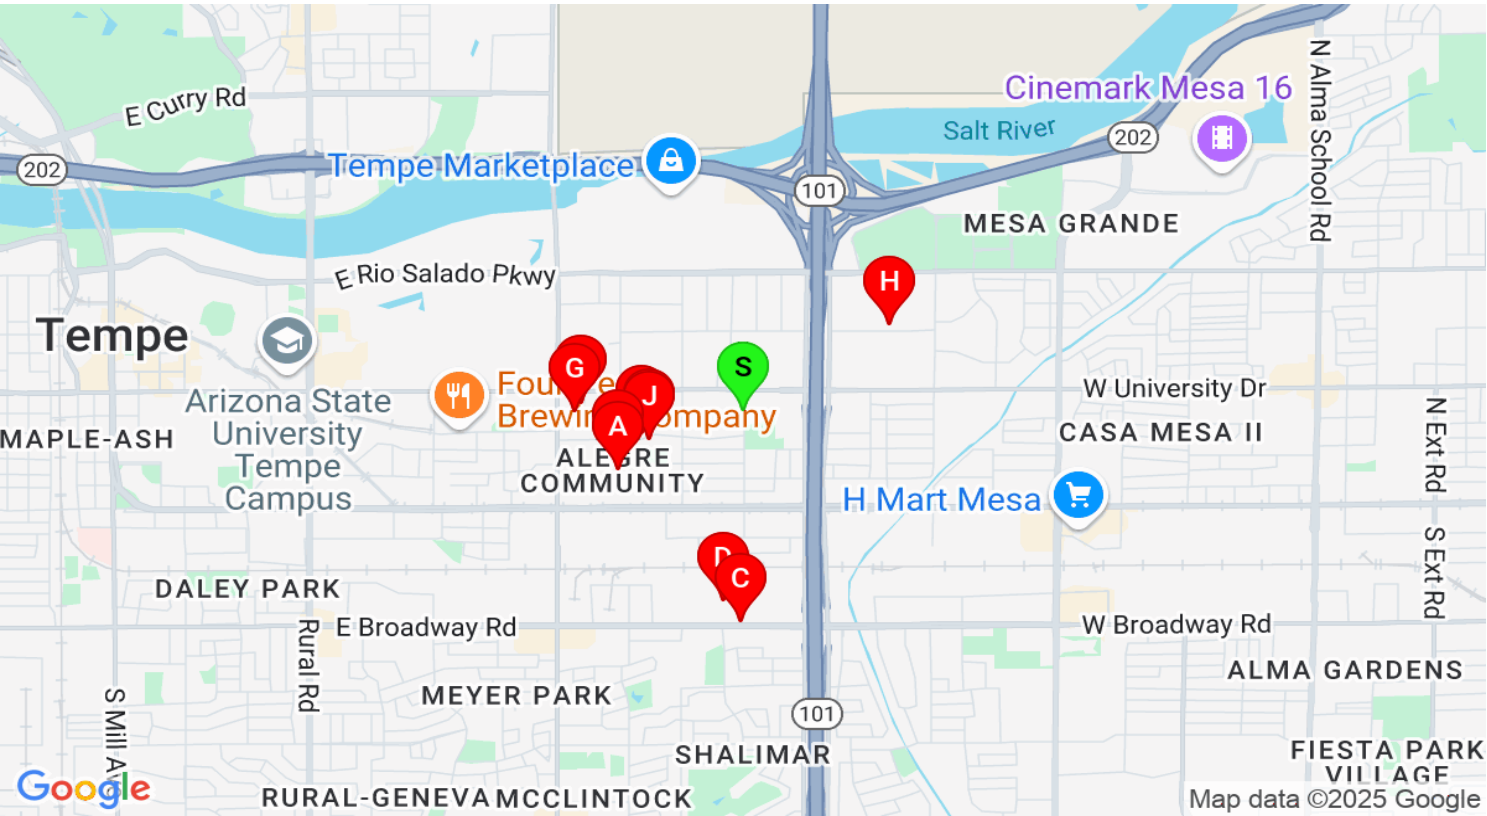 N Alma School Rd
Cinemark Mesa 16
E Curry Rd
Salt River
202
202
Tempe Marketplace
101
MESA GRANDE
E Rio Salado Pkwy
H
Tempe
G
S
J
A
W University Dr
Arizona State
University
Tempe
Campus
Brewing Company
MAPLE-ASH
CASA MESA II
N Ext Rd
ALEGRE
COMMUNITY
H Mart Mesa
S Ext Rd
D
C
DALEY PARK
E Broadway Rd
W Broadway Rd
Rural Rd
ALMA GARDENS
MEYER PARK
S Mill Ave
101
SHALIMAR
FIESTA PARK
VILLAGE
Google
RURAL-GENEVA
MCCLINTOCK
Map data ©2025 Google